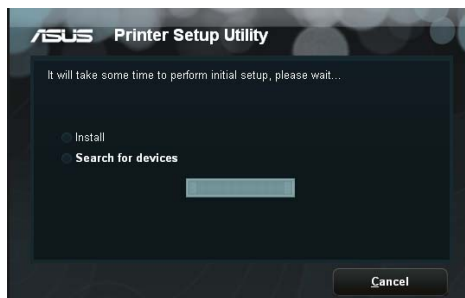 ASUS Printer Setup Utility
It will take some time to perform initial setup, please wait...
Install
Search for devices
Cancel